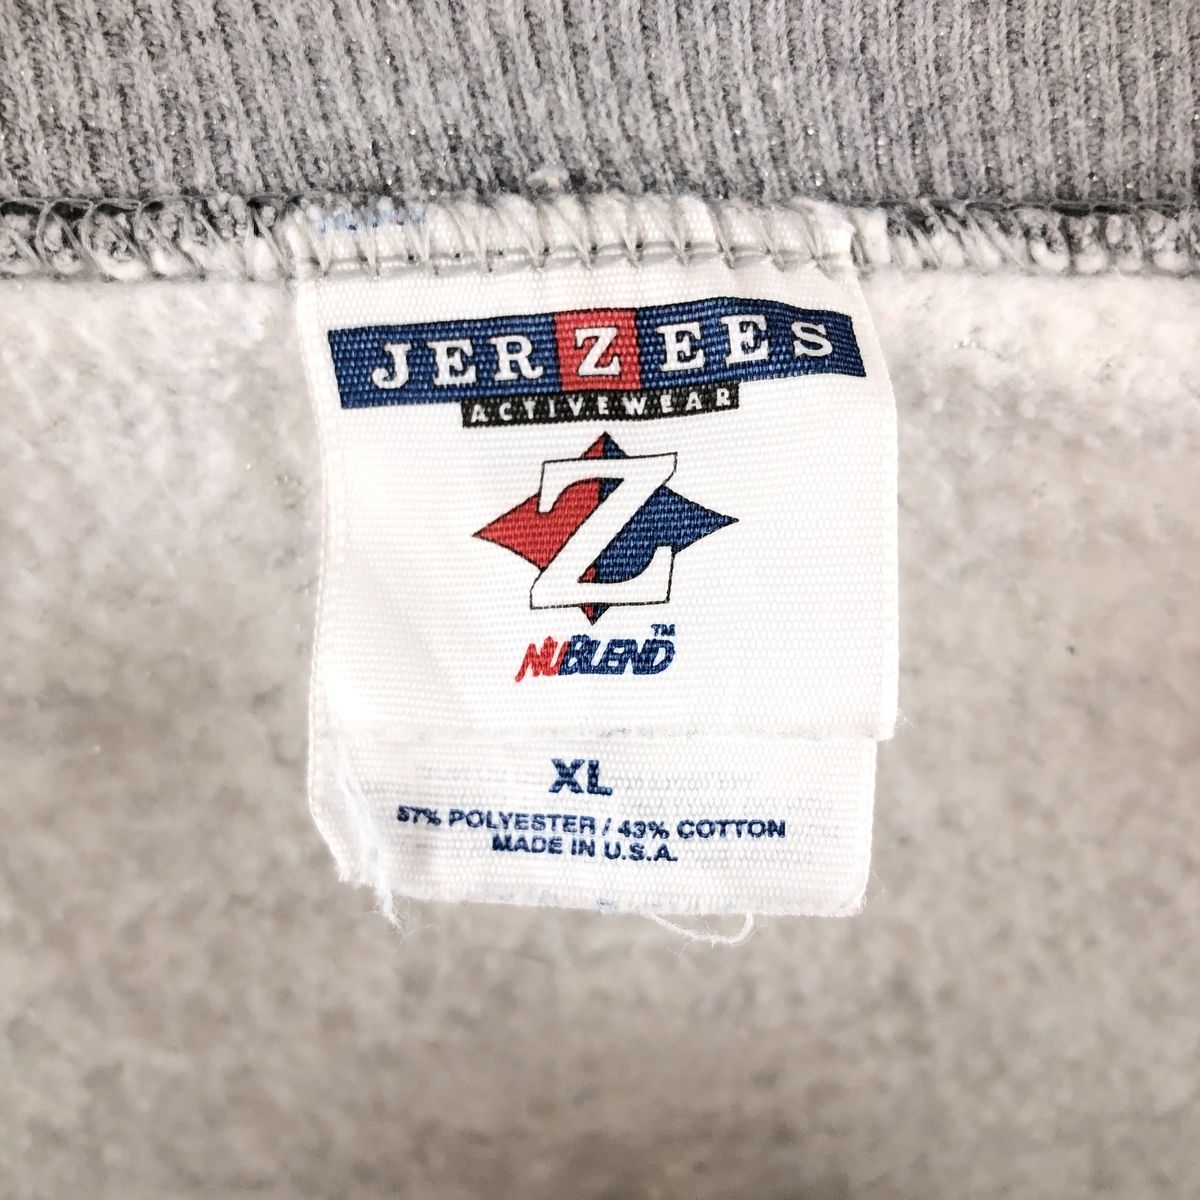 JERZEES
ACTIVEWEAR
Z
NUBLEND™
XL
57% POLYESTER / 43% COTTON
MADE IN U.S.A.